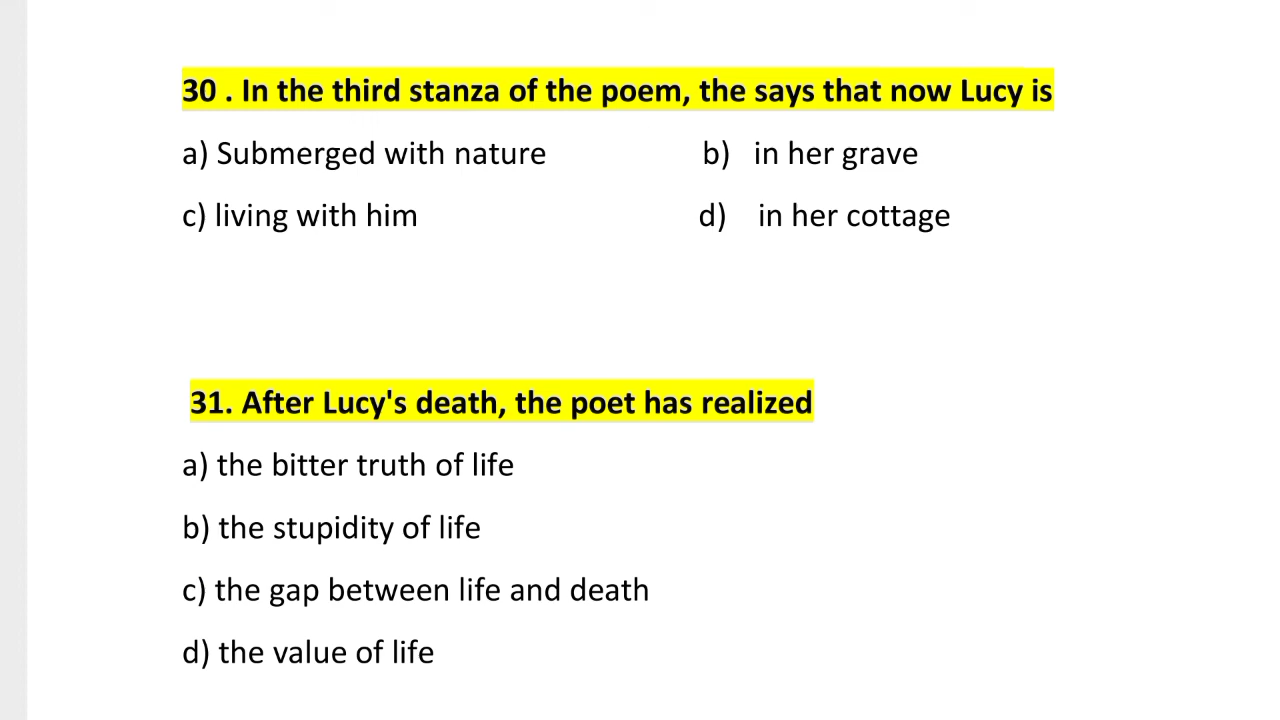 30 . In the third stanza of the poem, the says that now Lucy is
a) Submerged with nature b) in her grave
c) living with him d) in her cottage
31. After Lucy's death, the poet has realized
a) the bitter truth of life
b) the stupidity of life
c) the gap between life and death
d) the value of life